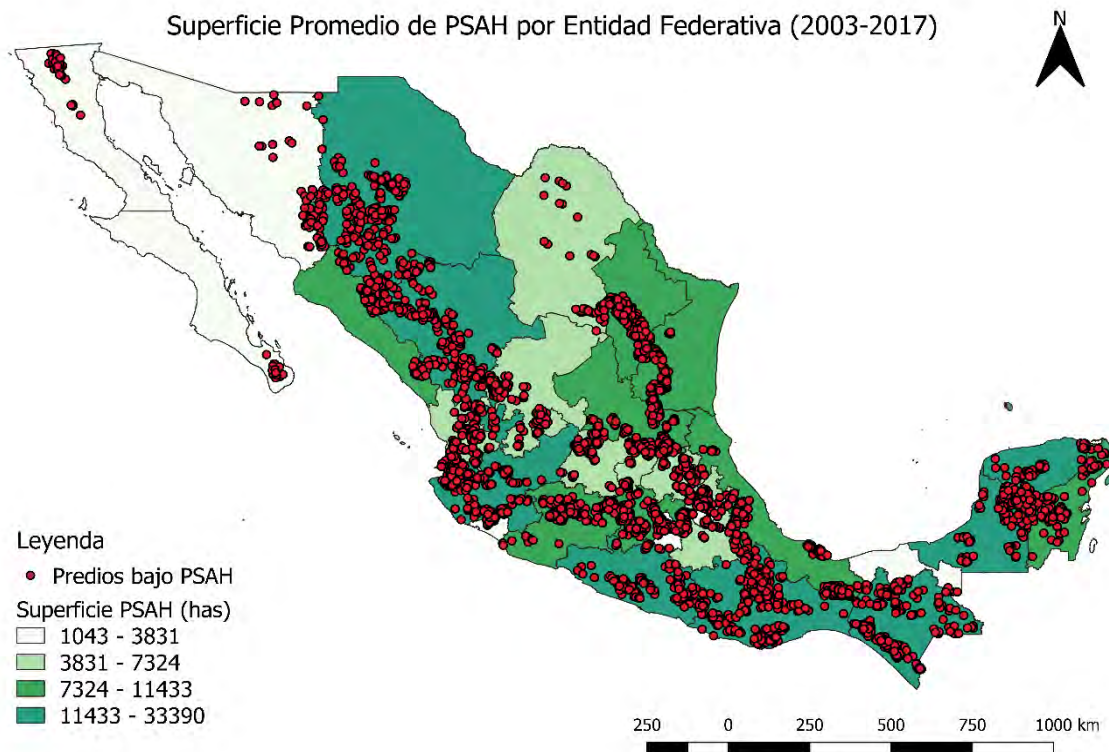 Superficie Promedio de PSAH por Entidad Federativa (2003-2017)
N
Leyenda
Predios bajo PSAH
Superficie PSAH (has)
1043 - 3831
3831 - 7324
7324 - 11433
11433 - 33390
250 0 250 500 750 1000 km